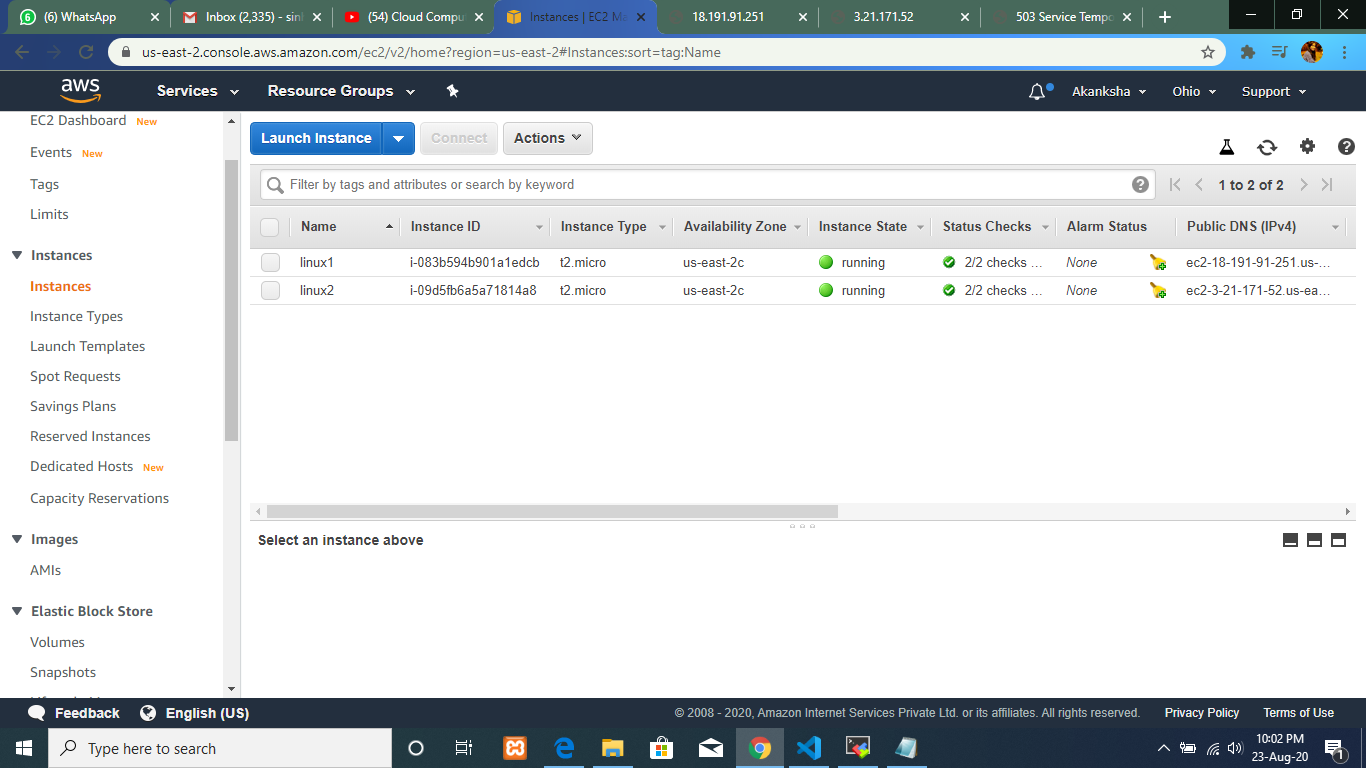 (6) WhatsApp
Inbox (2,335) - sinl
(54) Cloud Compu
Instances | EC2 Ma
18.191.91.251
3.21.171.52
503 Service Tempo
us-east-2.console.aws.amazon.com/ec2/v2/home?region=us-east-2#Instances:sort=tag:Name
aws Services Resource Groups Akanksha Ohio Support
EC2 Dashboard New
Events New
Tags
Limits
Instances
Instances
Instance Types
Launch Templates
Spot Requests
Savings Plans
Reserved Instances
Dedicated Hosts New
Capacity Reservations
Images
AMIs
Elastic Block Store
Volumes
Snapshots
Launch Instance Connect Actions
Filter by tags and attributes or search by keyword
1 to 2 of 2
Name Instance ID Instance Type Availability Zone Instance State Status Checks Alarm Status Public DNS (IPv4)
linux1 i-083b594b901a1edcb t2.micro us-east-2c running 2/2 checks ... None ec2-18-191-91-251.us-...
linux2 i-09d5fb6a5a71814a8 t2.micro us-east-2c running 2/2 checks ... None ec2-3-21-171-52.us-ea...
Select an instance above
Feedback English (US) © 2008 - 2020, Amazon Internet Services Private Ltd. or its affiliates. All rights reserved. Privacy Policy Terms of Use
Type here to search
10:02 PM
23-Aug-20
1